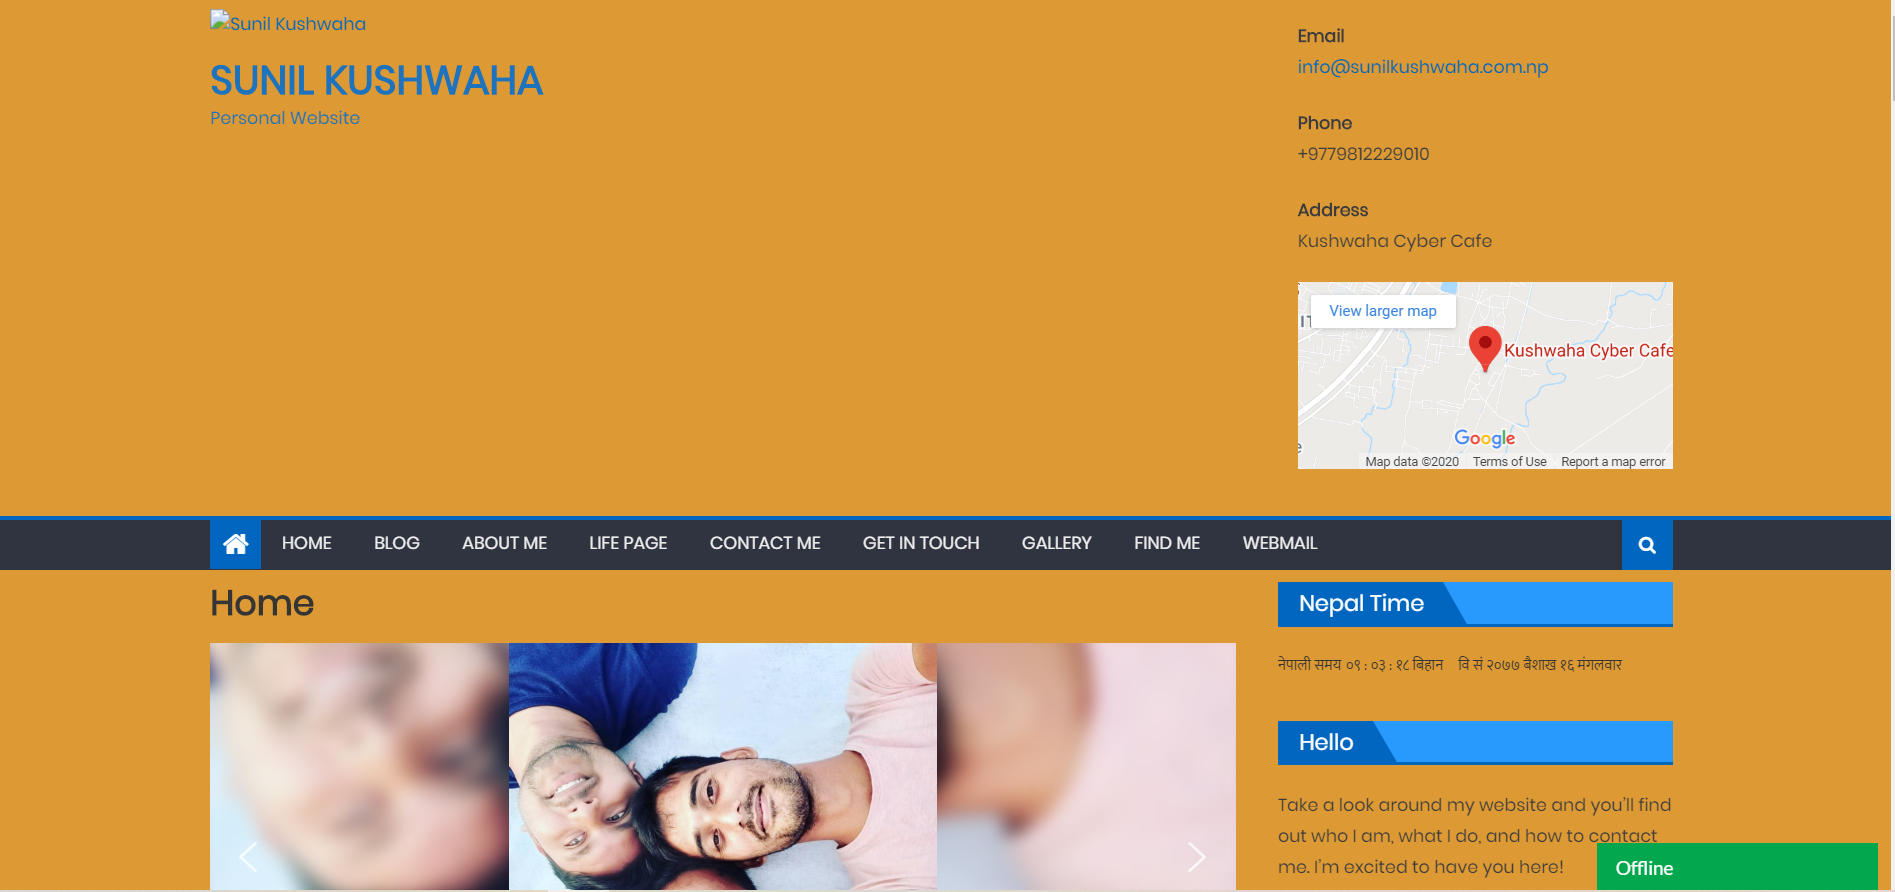 Sunil Kushwaha
SUNIL KUSHWAHA
Personal Website
Email
info@sunilkushwaha.com.np
Phone
+9779812229010
Address
Kushwaha Cyber Cafe
View larger map
Kushwaha Cyber Cafe
Google
Map data ©2020 Terms of Use Report a map error
HOME BLOG ABOUT ME LIFE PAGE CONTACT ME GET IN TOUCH GALLERY FIND ME WEBMAIL
Home
Nepal Time
नेपाली समय ०९ : ०३ : १८ बिहान वि सं २०७७ बैशाख १६ मंगलवार
Hello
Take a look around my website and you'll find
out who I am, what I do, and how to contact
me. I'm excited to have you here!
Offline